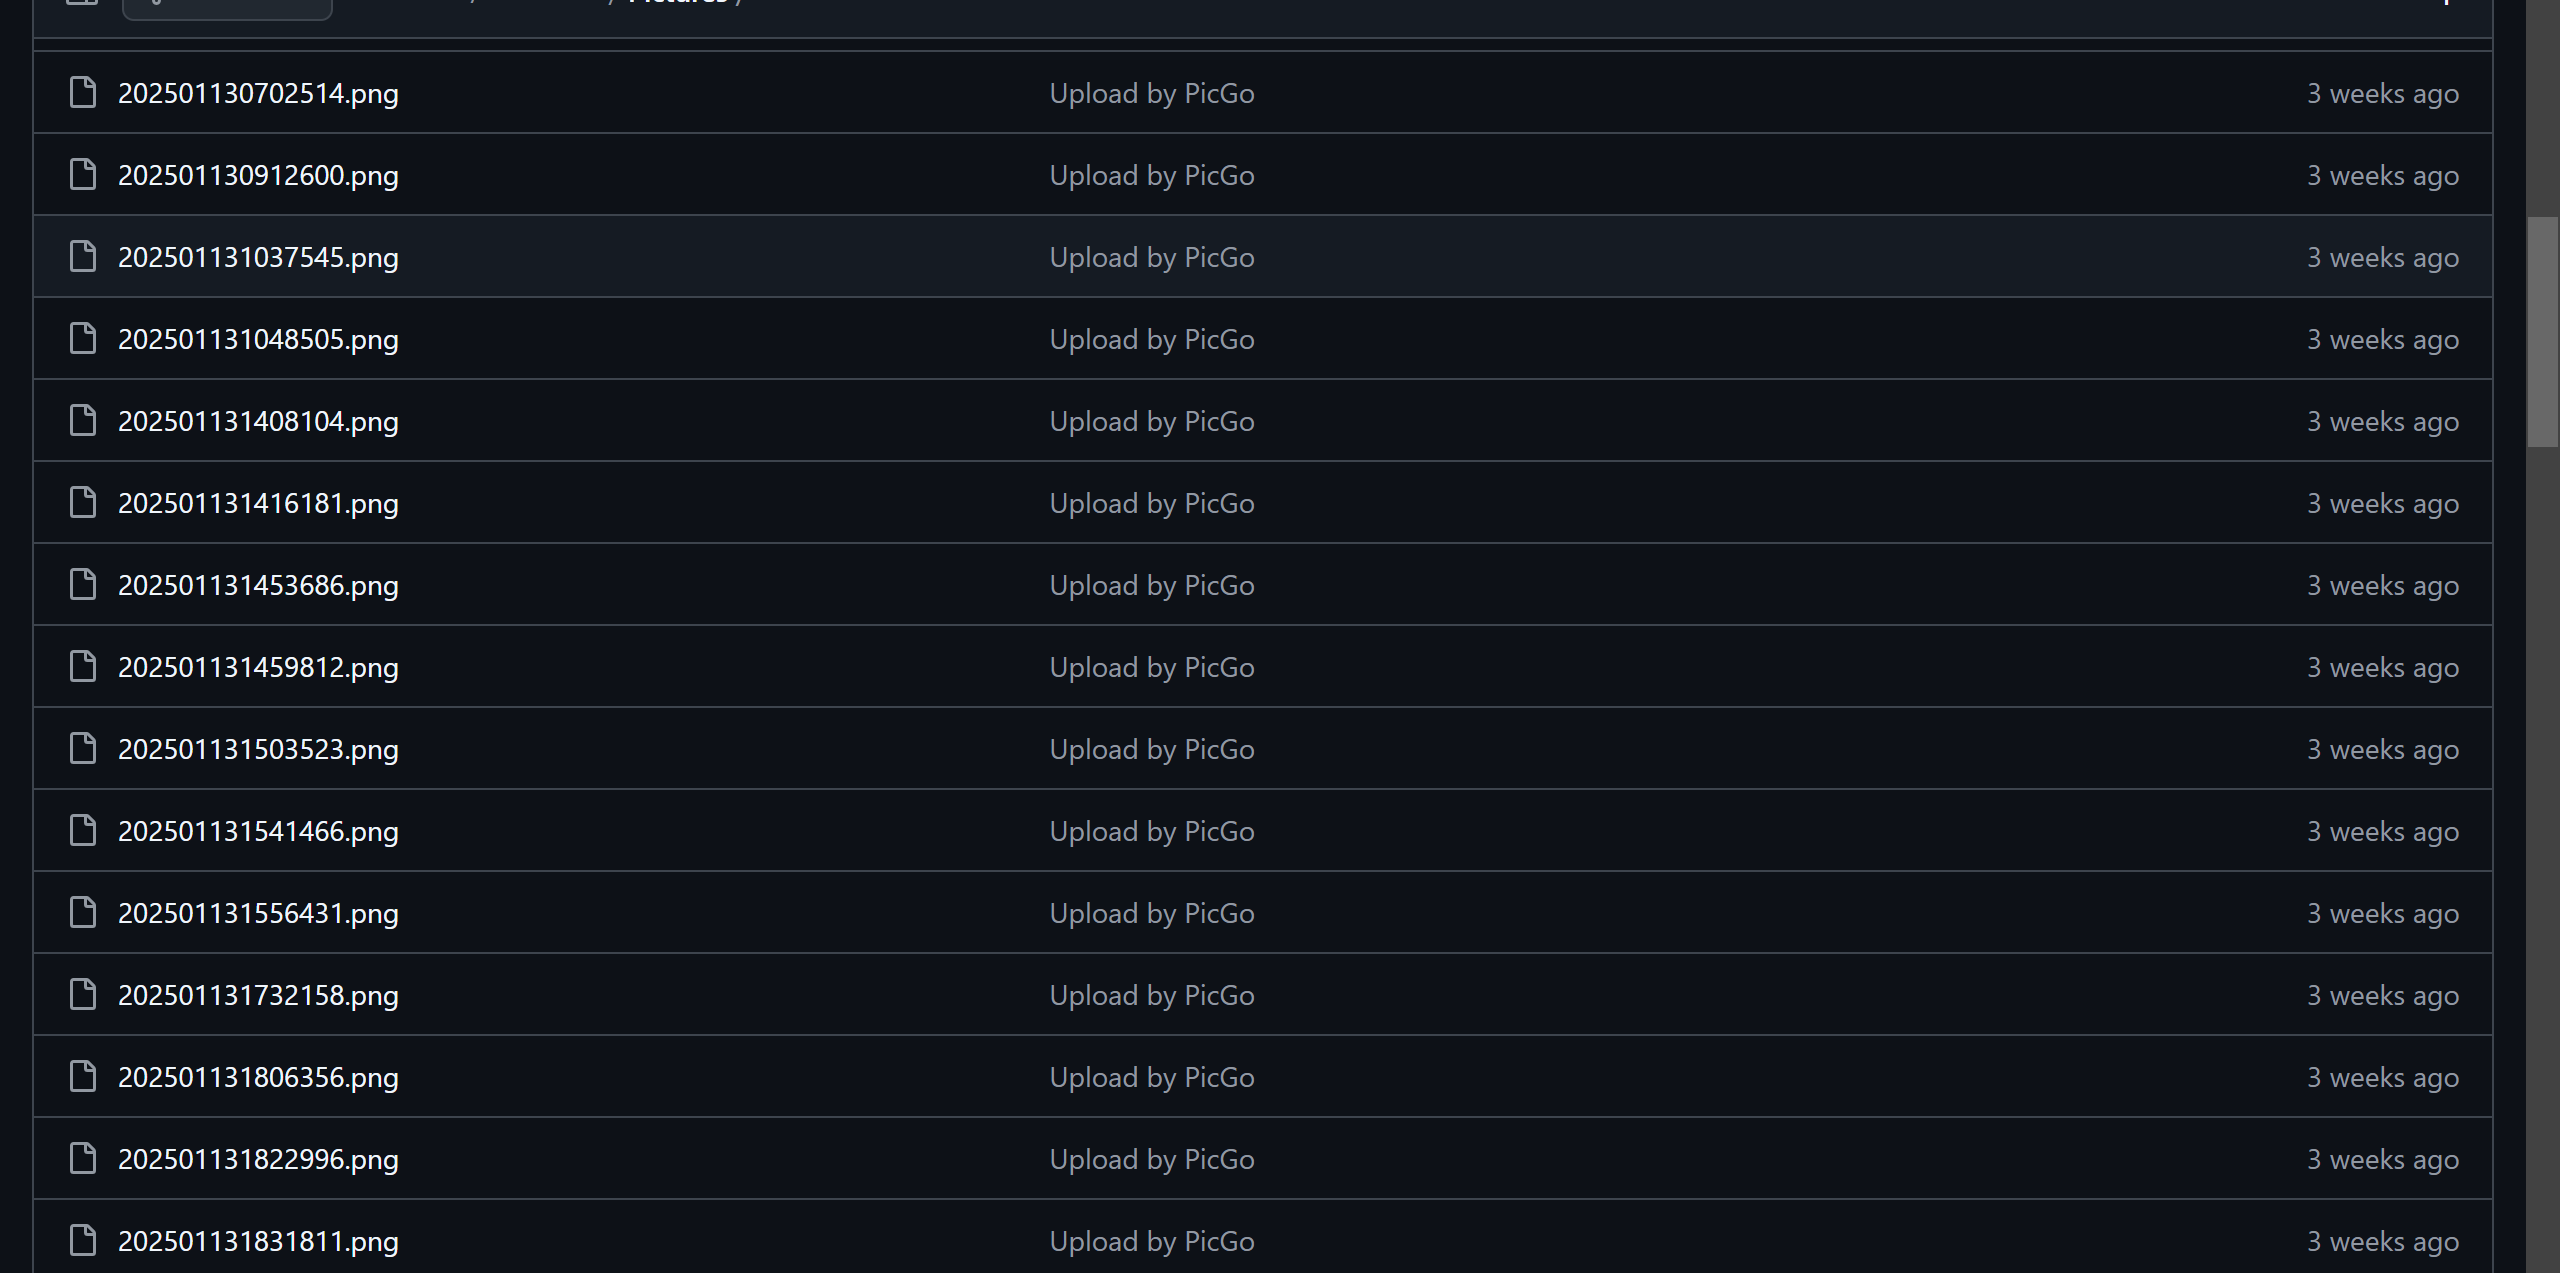 202501130702514.png Upload by PicGo 3 weeks ago
202501130912600.png Upload by PicGo 3 weeks ago
202501131037545.png Upload by PicGo 3 weeks ago
202501131048505.png Upload by PicGo 3 weeks ago
202501131408104.png Upload by PicGo 3 weeks ago
202501131416181.png Upload by PicGo 3 weeks ago
202501131453686.png Upload by PicGo 3 weeks ago
202501131459812.png Upload by PicGo 3 weeks ago
202501131503523.png Upload by PicGo 3 weeks ago
202501131541466.png Upload by PicGo 3 weeks ago
202501131556431.png Upload by PicGo 3 weeks ago
202501131732158.png Upload by PicGo 3 weeks ago
202501131806356.png Upload by PicGo 3 weeks ago
202501131822996.png Upload by PicGo 3 weeks ago
202501131831811.png Upload by PicGo 3 weeks ago